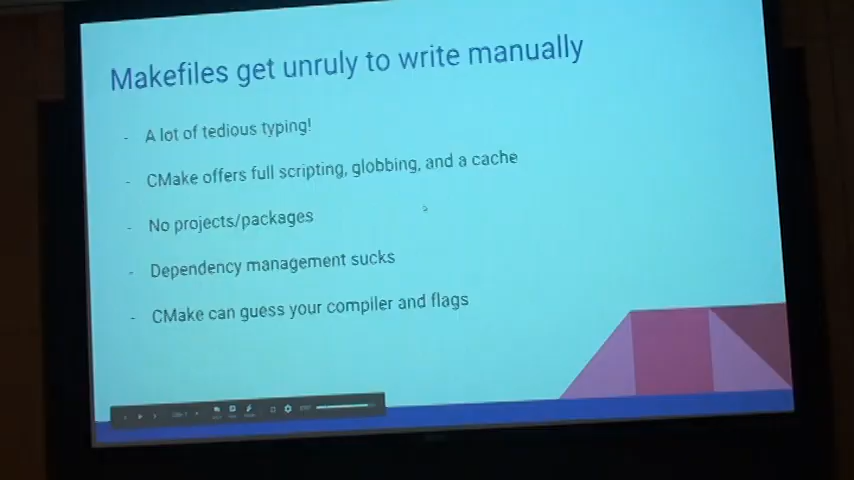 Makefiles get unruly to write manually
- A lot of tedious typing!
- CMake offers full scripting, globbing, and a cache
- No projects/packages
- Dependency management sucks
- CMake can guess your compiler and flags